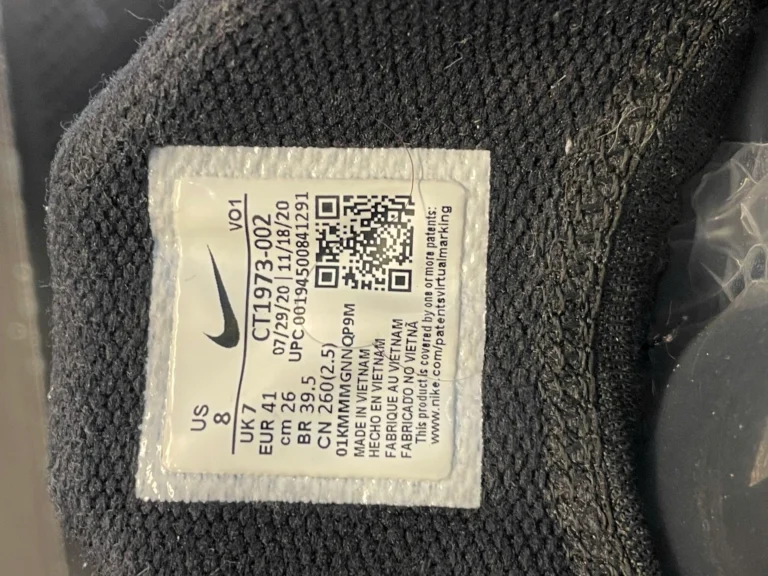 US
8 VO1
UK 7
EUR 41 CT1973-002
cm 26 07/29/20 11/18/20
BR 39.5 UPC 00194500841291
CN 260(2.5)
01KMMMGNNQP9M
MADE IN VIETNAM
HECHO EN VIETNAM
FABRIQUE AU VIETNAM
FABRICADO NO VIETNÃ
This product is covered by one or more patents:
www.nike.com/patentsvirtualmarking